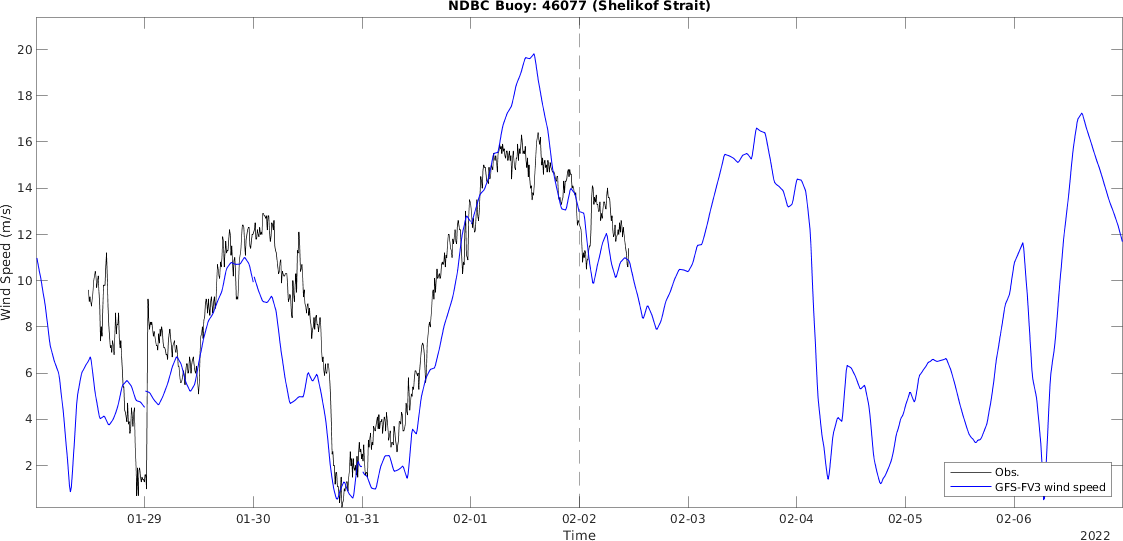 NDBC Buoy: 46077 (Shelikof Strait)
Wind Speed (m/s)
20
18
16
14
12
10
8
6
4
2
Obs.
GFS-FV3 wind speed
01-29 01-30 01-31 02-01 02-02 02-03 02-04 02-05 02-06
Time
2022